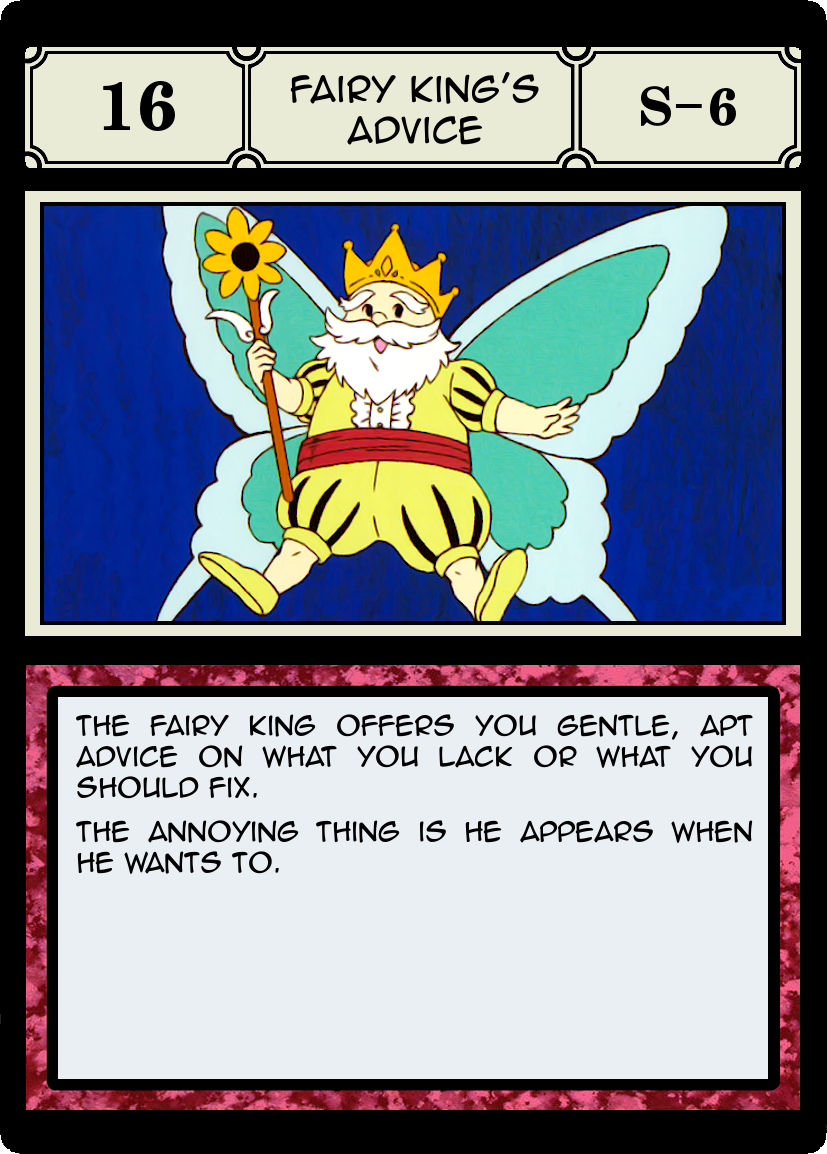 16
FAIRY KING'S
ADVICE
S-6
THE FAIRY KING OFFERS YOU GENTLE, APT
ADVICE ON WHAT YOU LACK OR WHAT YOU
SHOULD FIX.
THE ANNOYING THING IS HE APPEARS WHEN
HE WANTS TO.